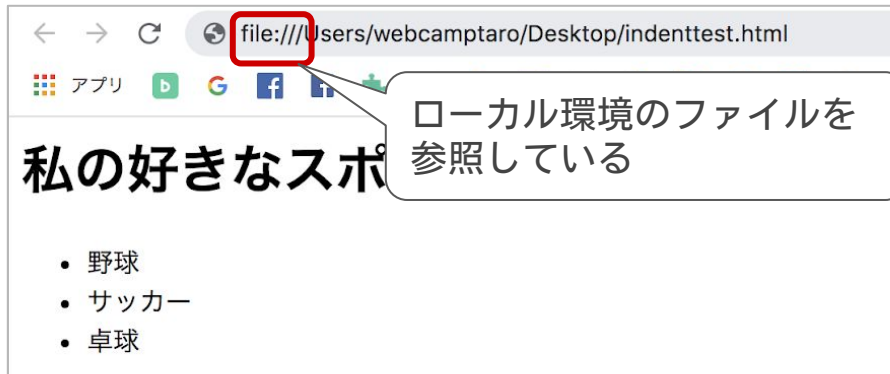 file:///Users/webcamptaro/Desktop/indenttest.html
アプリ
ローカル環境のファイルを
参照している
私の好きなスポ
• 野球
• サッカー
• 卓球